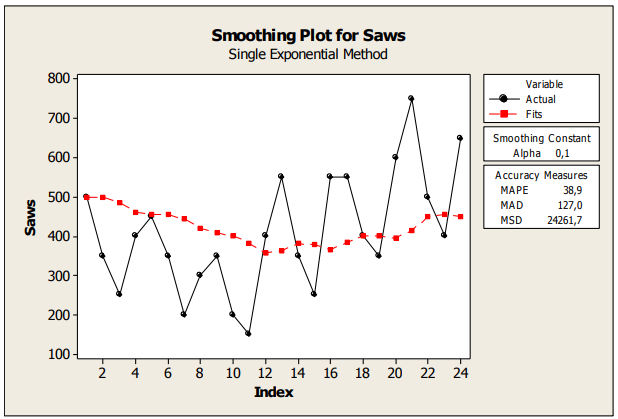 Smoothing Plot for Saws
Single Exponential Method
800
700
600
500
400
300
200
100
Saws
2 4 6 8 10 12 14 16 18 20 22 24
Index
Variable
Actual
Fits
Smoothing Constant
Alpha 0,1
Accuracy Measures
MAPE 38,9
MAD 127,0
MSD 24261,7